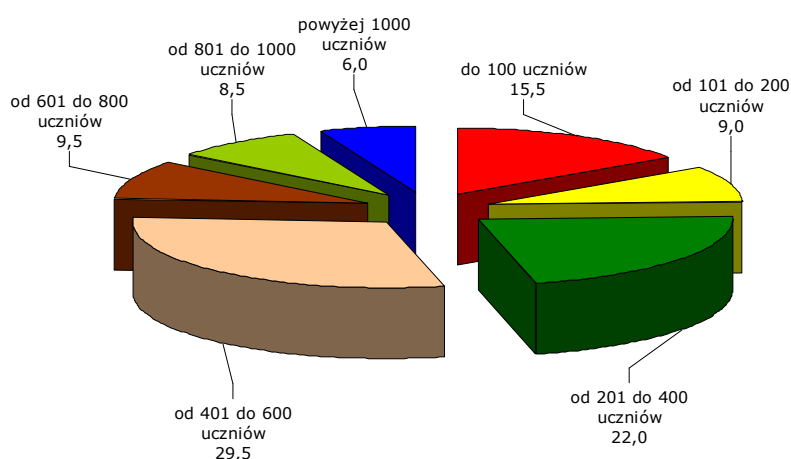 powyżej 1000
uczniów
6,0
od 801 do 1000
uczniów
8,5
do 100 uczniów
15,5
od 101 do 200
uczniów
9,0
od 601 do 800
uczniów
9,5
od 201 do 400
uczniów
22,0
od 401 do 600
uczniów
29,5